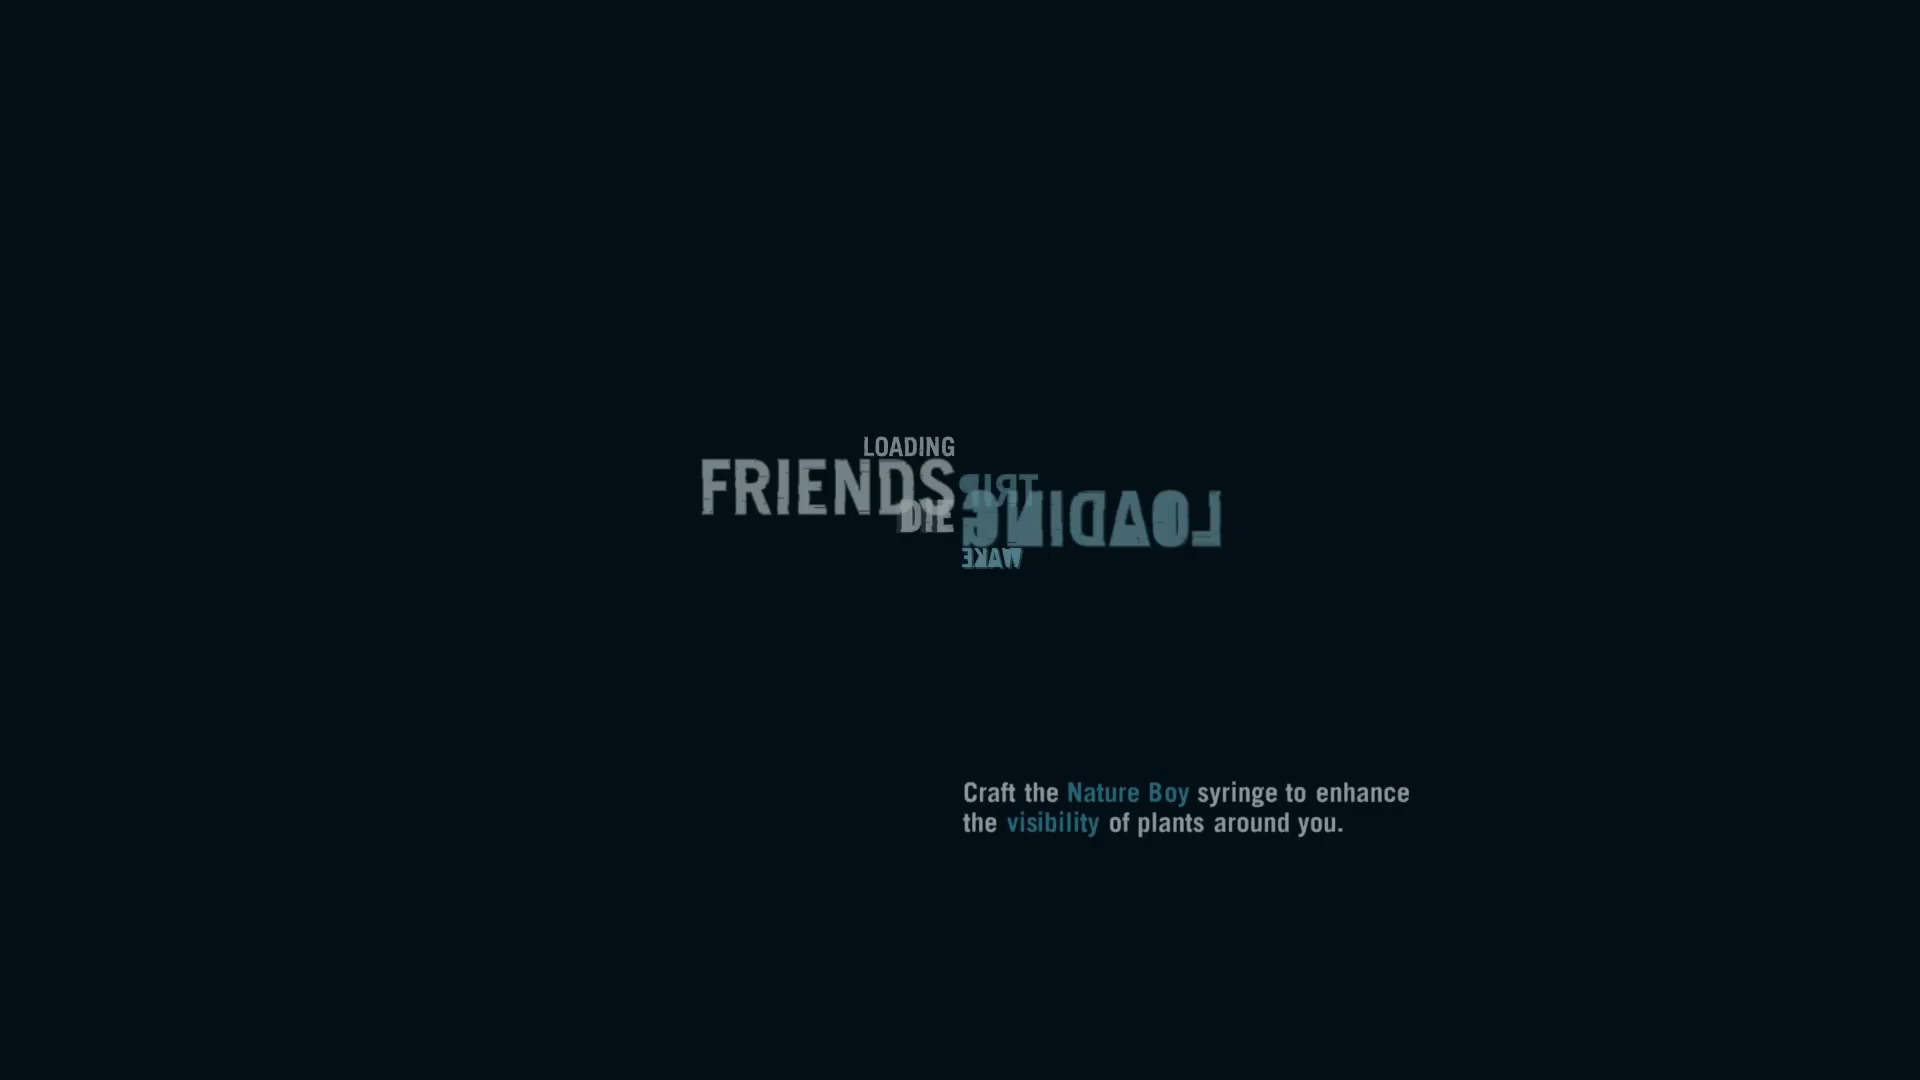 LOADING
FRIENDS
TRIP
DIE
LOADING
WAKE
Craft the Nature Boy syringe to enhance
the visibility of plants around you.